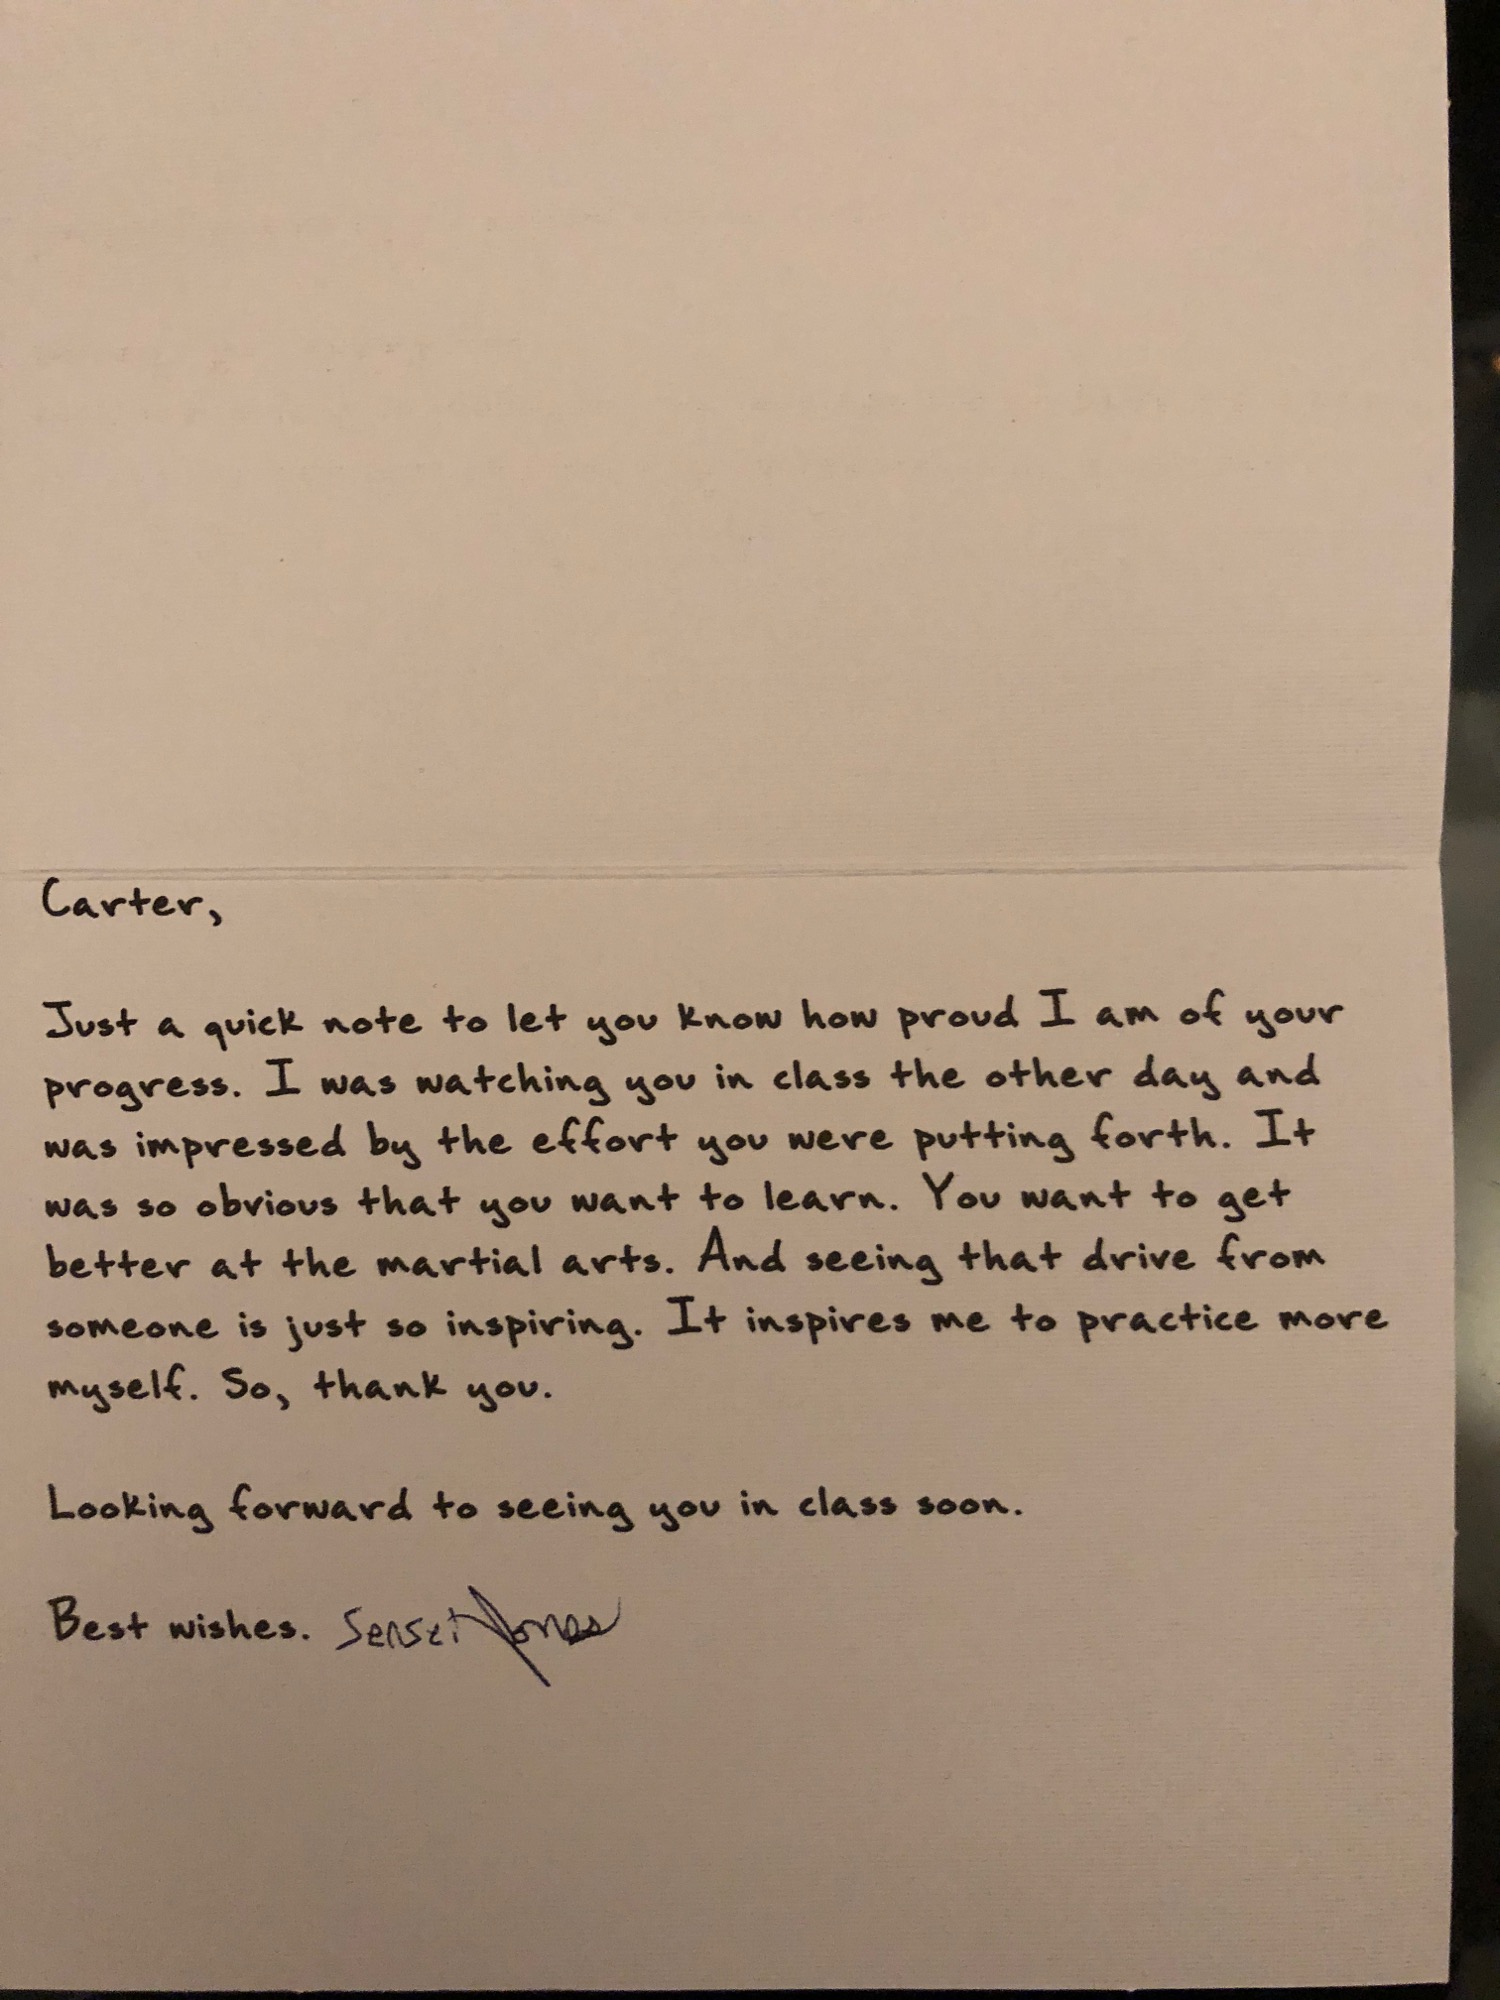 Carter,
Just a quick note to let you know how proud I am of your
progress. I was watching you in class the other day and
was impressed by the effort you were putting forth. It
was so obvious that you want to learn. You want to get
better at the martial arts. And seeing that drive from
someone is just so inspiring. It inspires me to practice more
myself. So, thank you.
Looking forward to seeing you in class soon.
Best wishes. Sensei Jones